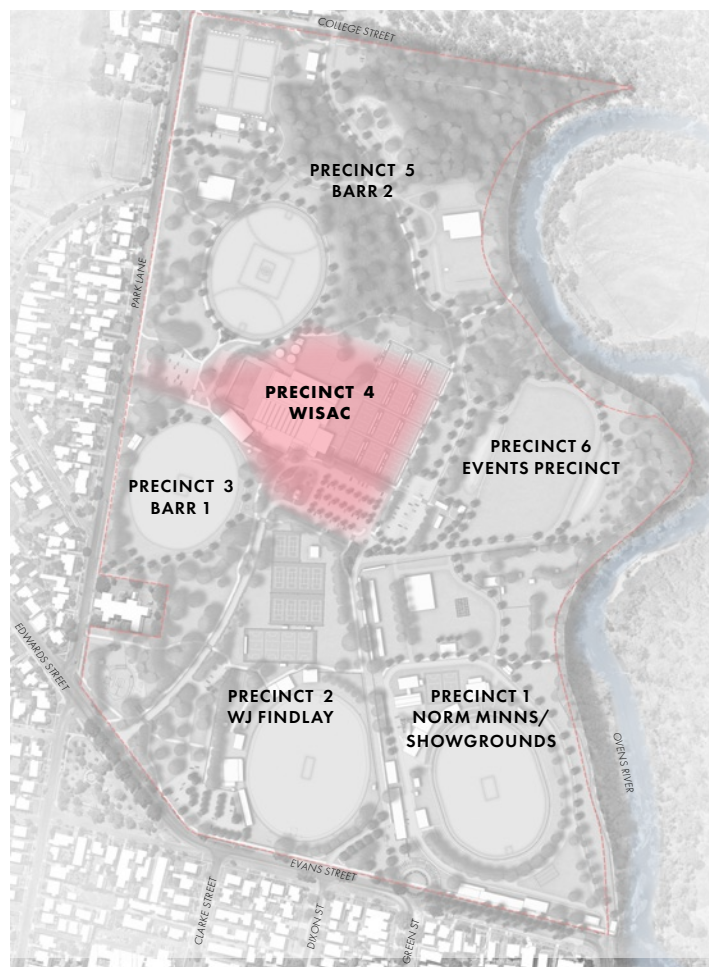 COLLEGE STREET
PRECINCT 5
BARR 2
PARK LANE
PRECINCT 4
WISAC
PRECINCT 6
EVENTS PRECINCT
PRECINCT 3
BARR 1
EDWARDS STREET
PRECINCT 2
WJ FINDLAY
PRECINCT 1
NORM MINNS/
SHOWGROUNDS
OVENS RIVER
EVANS STREET
CLARKE STREET
DIXON ST
GREEN ST